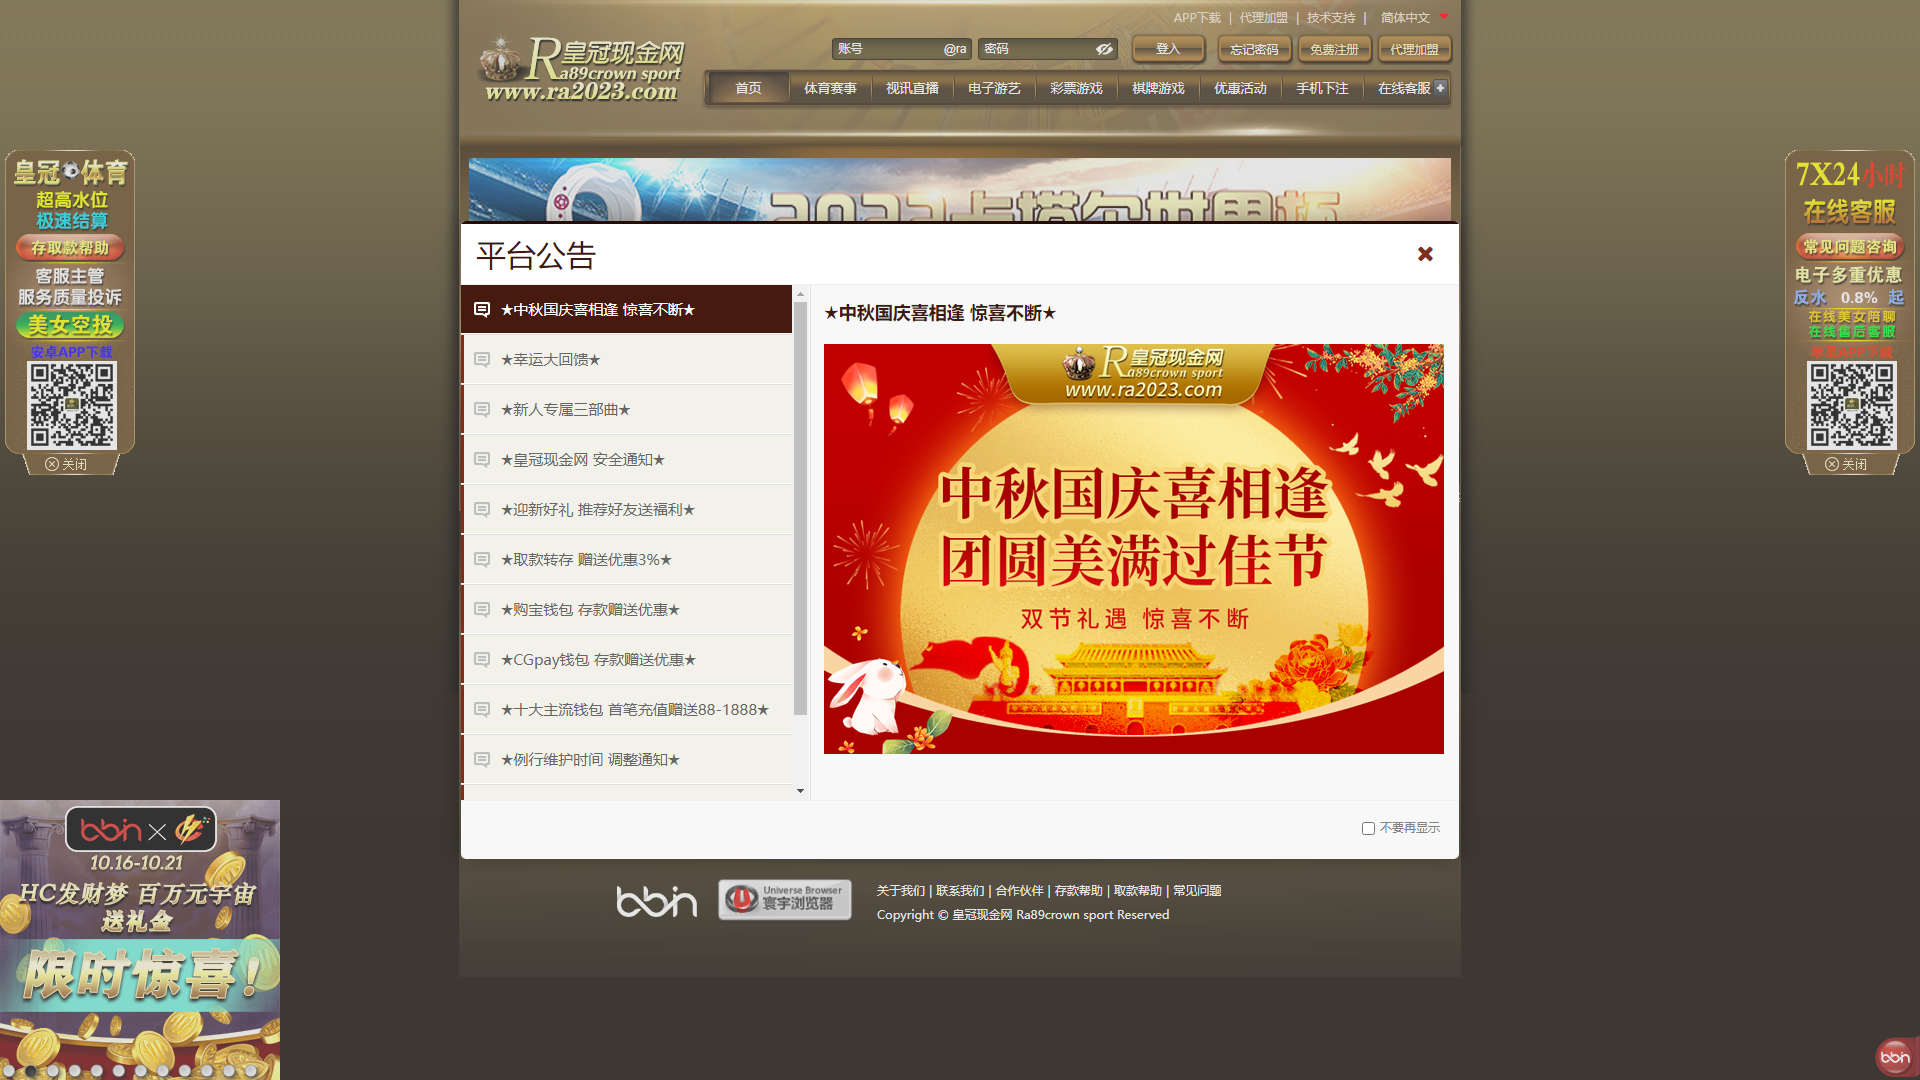 APP下载 | 代理加盟 | 技术支持 | 简体中文
R皇冠现金网
a89crown sport
www.ra2023.com
账号 @ra 密码 登入 忘记密码 免费注册 代理加盟
首页 体育赛事 视讯直播 电子游艺 彩票游戏 棋牌游戏 优惠活动 手机下注 在线客服
2022卡塔尔世界杯
皇冠体育
超高水位
极速结算
存取款帮助
客服主管
服务质量投诉
美女空投
安卓APP下载
关闭
7X24小时
在线客服
常见问题咨询
电子多重优惠
反水 0.8% 起
在线美女陪聊
在线售后客服
苹果APP下载
关闭
平台公告
★中秋国庆喜相逢 惊喜不断★
★幸运大回馈★
★新人专属三部曲★
★皇冠现金网 安全通知★
★迎新好礼 推荐好友送福利★
★取款转存 赠送优惠3%★
★购宝钱包 存款赠送优惠★
★CGpay钱包 存款赠送优惠★
★十大主流钱包 首笔充值赠送88-1888★
★例行维护时间 调整通知★
★中秋国庆喜相逢 惊喜不断★
R皇冠现金网
a89crown sport
www.ra2023.com
中秋国庆喜相逢
团圆美满过佳节
双节礼遇 惊喜不断
不要再显示
bbin
10.16-10.21
HC发财梦 百万元宇宙
送礼金
限时惊喜!
bbin
Universe Browser
寰宇浏览器
关于我们 | 联系我们 | 合作伙伴 | 存款帮助 | 取款帮助 | 常见问题
Copyright © 皇冠现金网 Ra89crown sport Reserved
bbin